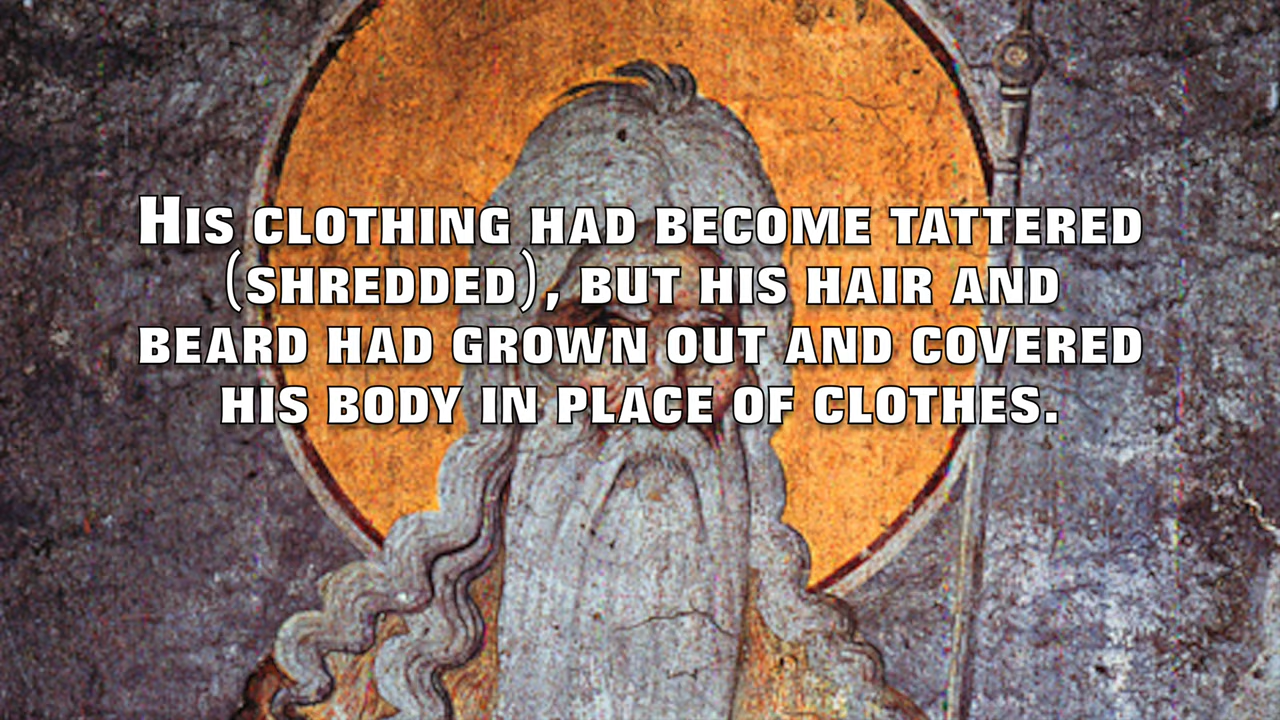 His clothing had become tattered
(shredded), but his hair and
beard had grown out and covered
his body in place of clothes.